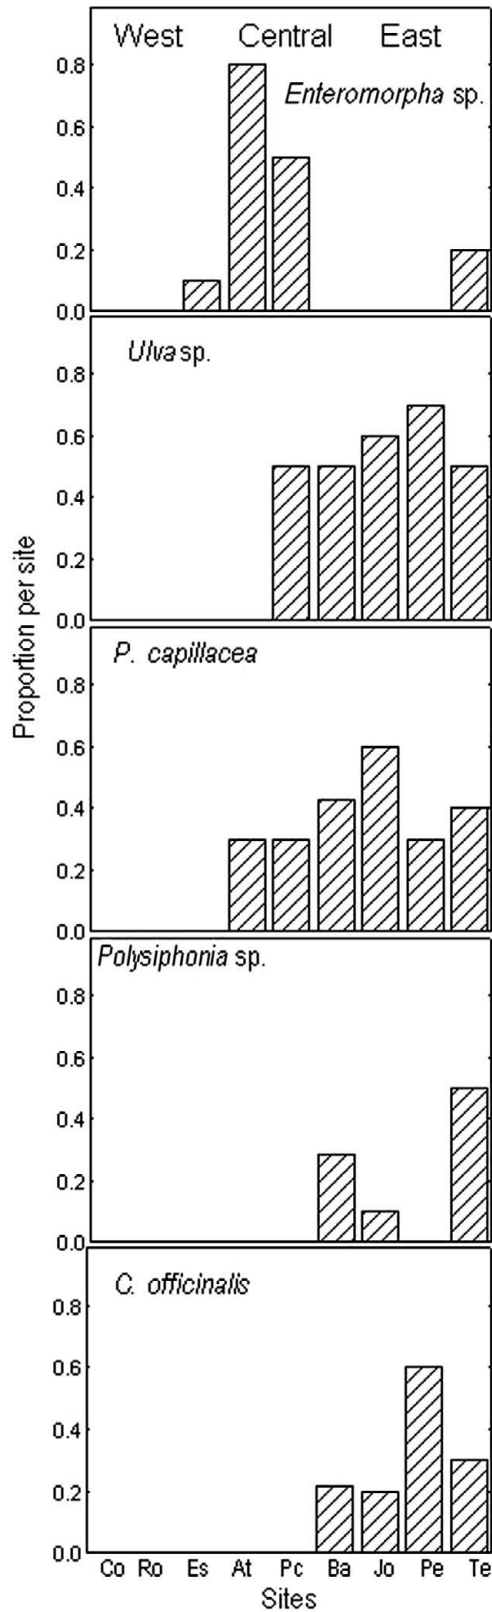 West Central East
Enteromorpha sp.
0.8
0.6
0.4
0.2
0.0
Ulva sp.
0.8
0.6
0.4
0.2
0.0
P. capillacea
0.8
0.6
0.4
0.2
0.0
Polysiphonia sp.
0.8
0.6
0.4
0.2
0.0
C. officinalis
0.8
0.6
0.4
0.2
0.0
Proportion per site
Co Ro Es At Pc Ba Jo Pe Te
Sites